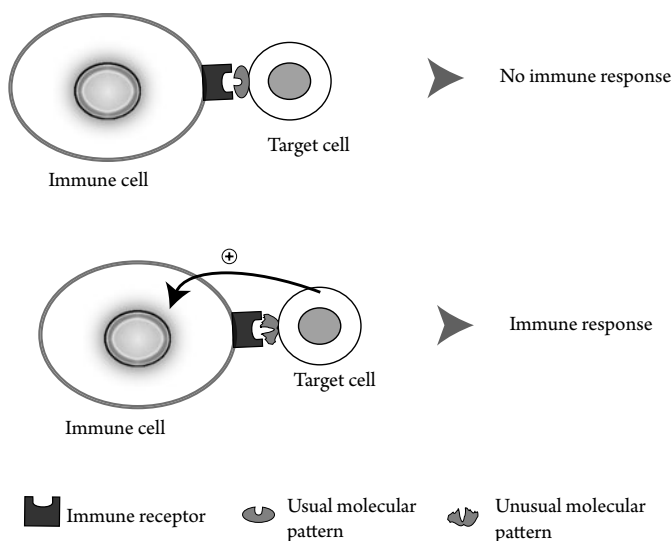 No immune response
Target cell
Immune cell
+
Immune response
Target cell
Immune cell
Immune receptor
Usual molecular
pattern
Unusual molecular
pattern